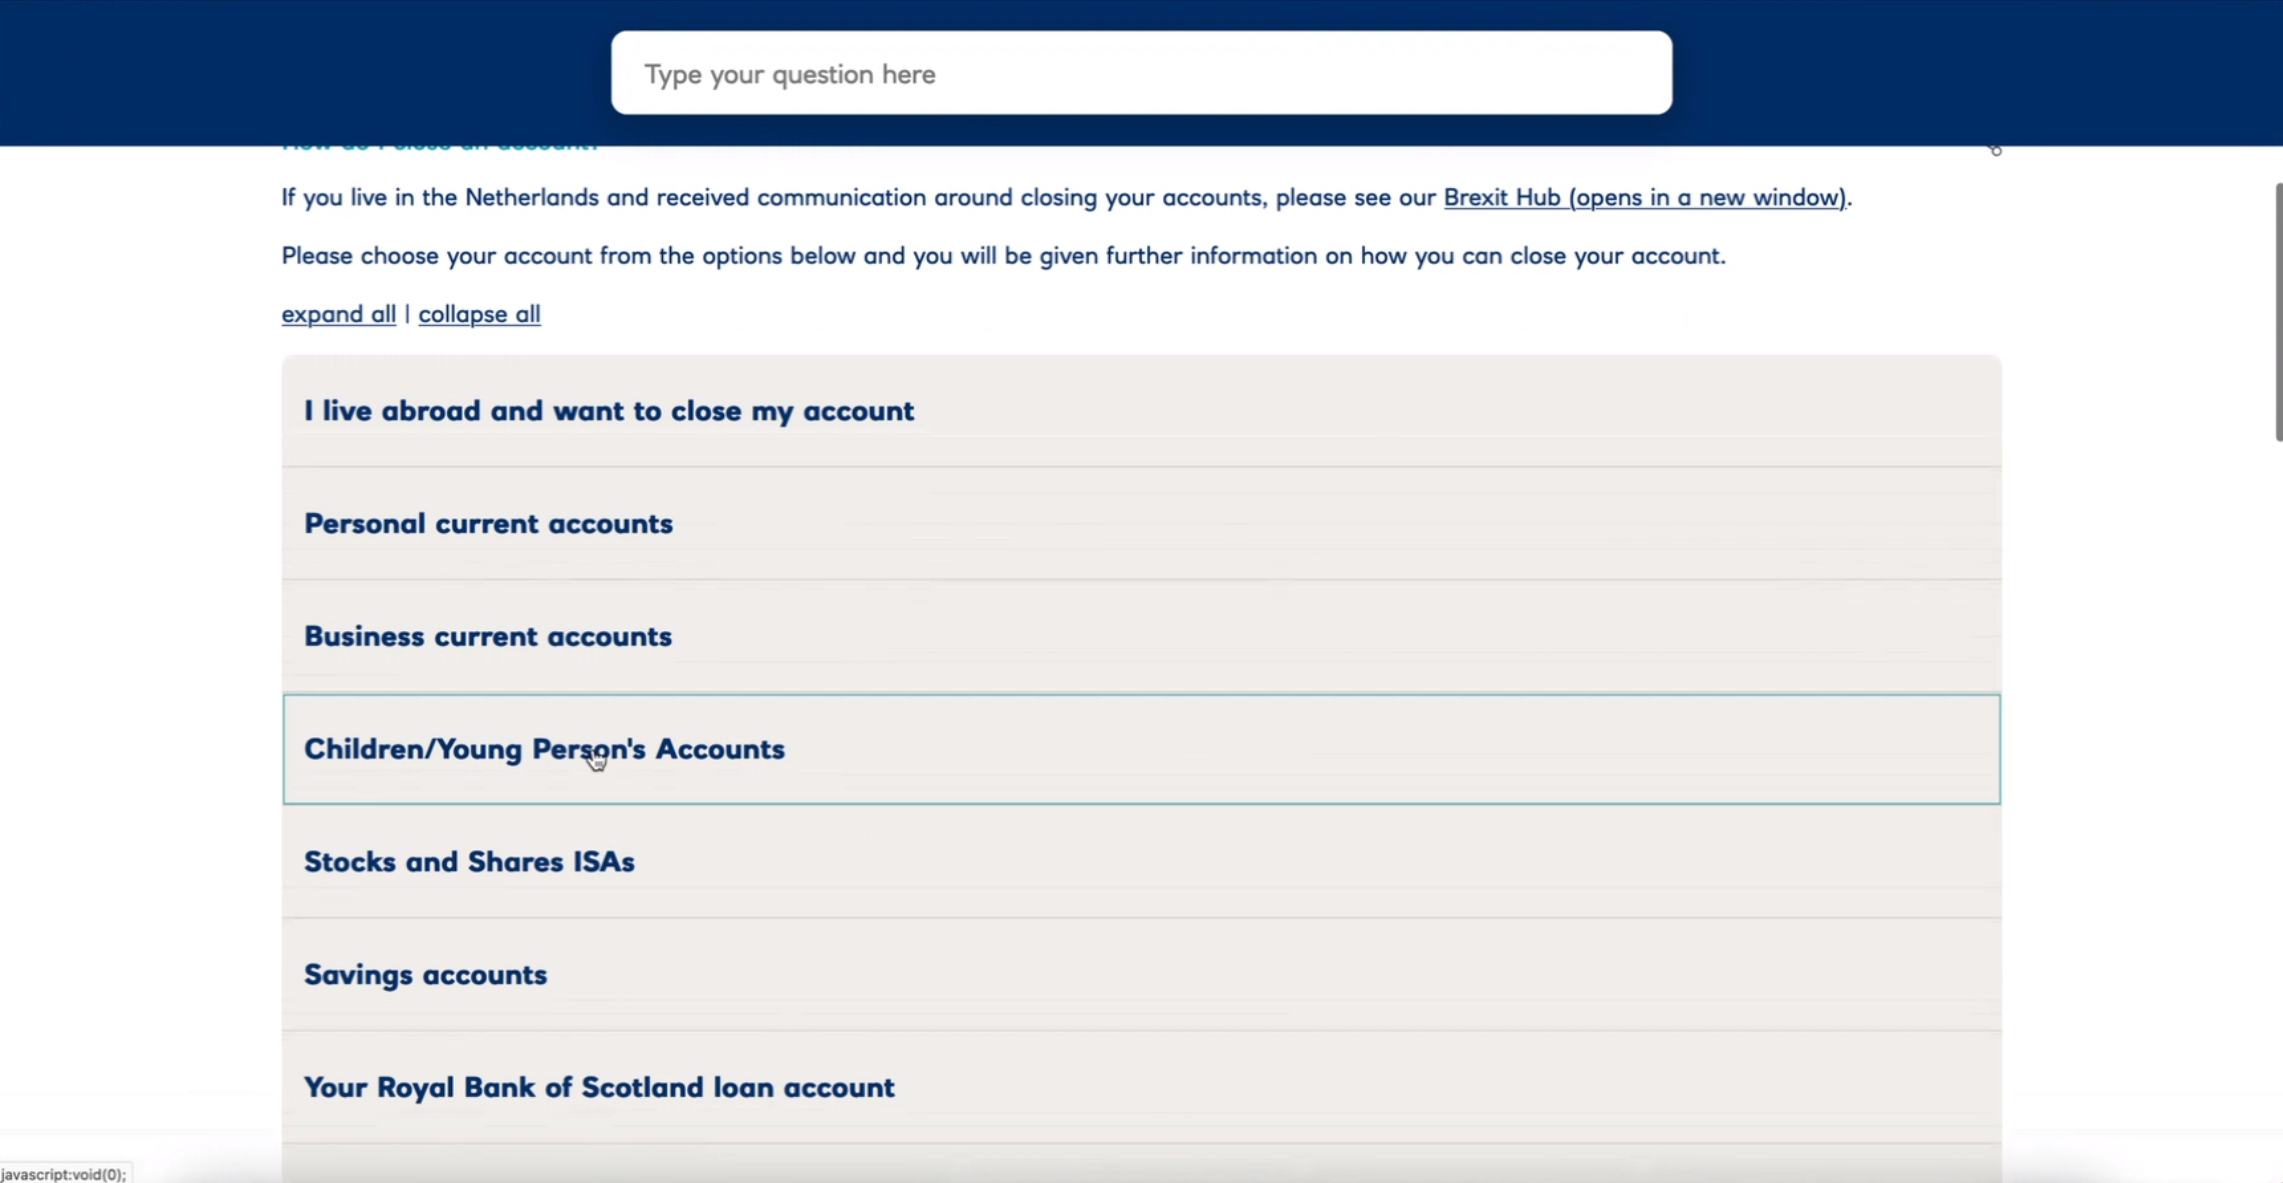 Type your question here
If you live in the Netherlands and received communication around closing your accounts, please see our Brexit Hub (opens in a new window).
Please choose your account from the options below and you will be given further information on how you can close your account.
expand all | collapse all
I live abroad and want to close my account
Personal current accounts
Business current accounts
Children/Young Person's Accounts
Stocks and Shares ISAs
Savings accounts
Your Royal Bank of Scotland loan account
javascript:void(0);